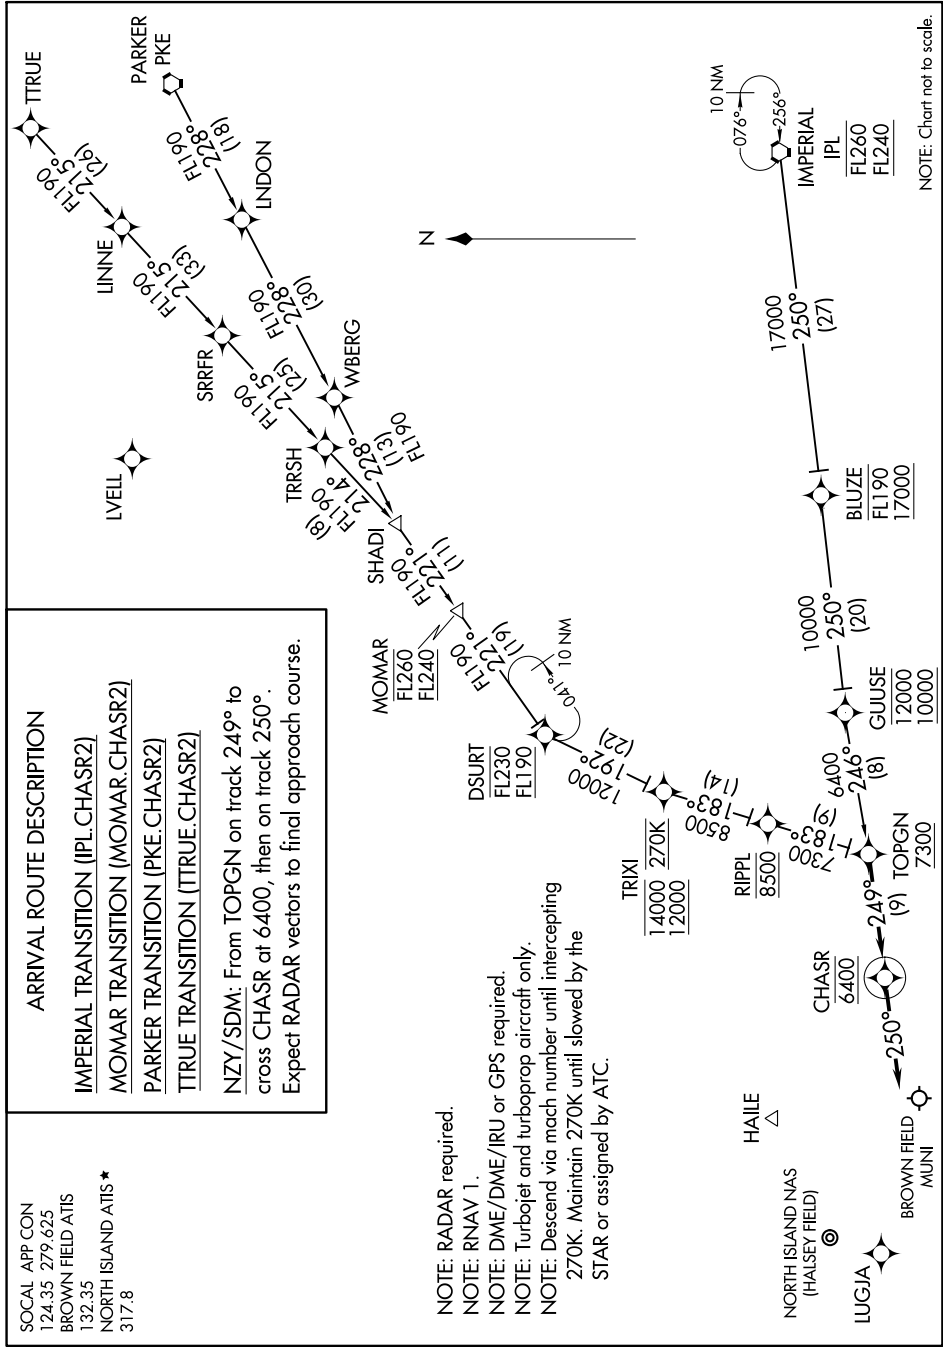 SOCAL APP CON
124.35 279.625
BROWN FIELD ATIS
132.35
NORTH ISLAND ATIS ★
317.8
ARRIVAL ROUTE DESCRIPTION
IMPERIAL TRANSITION (IPL.CHASR2)
MOMAR TRANSITION (MOMAR.CHASR2)
PARKER TRANSITION (PKE.CHASR2)
TTRUE TRANSITION (TTRUE.CHASR2)
NZY/SDM: From TOPGN on track 249° to
cross CHASR at 6400, then on track 250°.
Expect RADAR vectors to final approach course.
LVELL
TTRUE
FL190
215°
(26)
LINNE
FL190
215°
(33)
SRRFR
FL190
215°
(25)
TRRSH
FL190
214°
(8)
PARKER
PKE
FL190
228°
(18)
LNDON
FL190
228°
(30)
WBERG
228°
(13)
FL190
SHADI
FL190
221°
(11)
MOMAR
FL260
FL240
FL190
221°
(19)
10 NM
041°
DSURT
FL230
FL190
12000
192°
(22)
TRIXI
14000 270K
12000
8500
183°
(14)
RIPPL
8500
7300
183°
(9)
N
NOTE: RADAR required.
NOTE: RNAV 1.
NOTE: DME/DME/IRU or GPS required.
NOTE: Turbojet and turboprop aircraft only.
NOTE: Descend via mach number until intercepting
270K. Maintain 270K until slowed by the
STAR or assigned by ATC.
10 NM
076°
256°
IMPERIAL
IPL
FL260
FL240
17000
250°
(27)
BLUZE
FL190
17000
10000
250°
(20)
GUUSE
12000
10000
6400
246°
(8)
TOPGN
7300
249°
(9)
CHASR
6400
250°
HAILE
BROWN FIELD
MUNI
NORTH ISLAND NAS
(HALSEY FIELD)
LUGJA
NOTE: Chart not to scale.